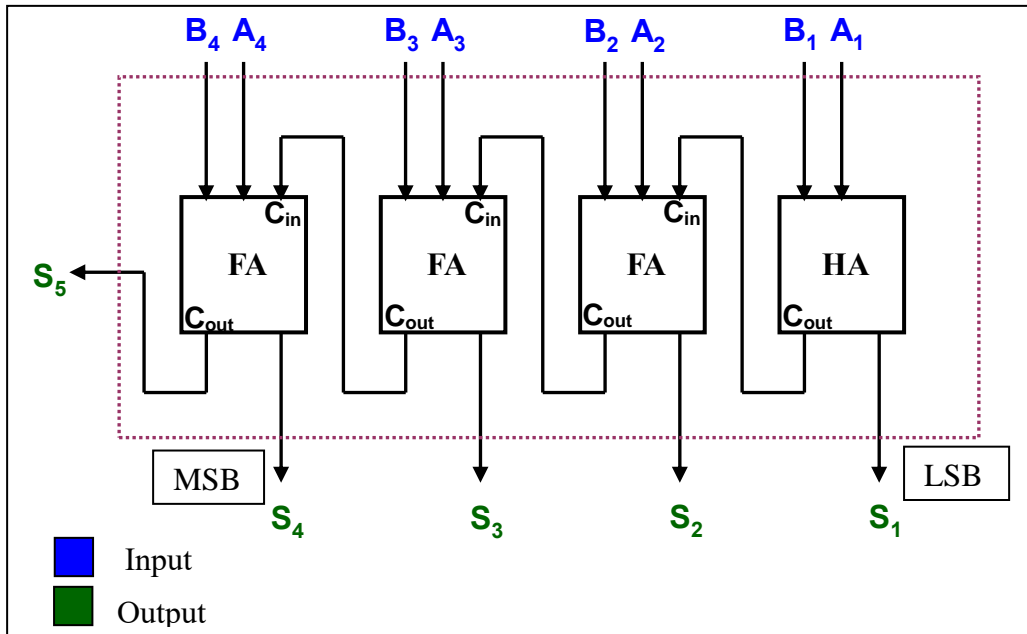 B4 A4 B3 A3 B2 A2 B1 A1
Cin Cin Cin
FA FA FA HA
S5
Cout Cout Cout Cout
MSB LSB
S4 S3 S2 S1
Input
Output